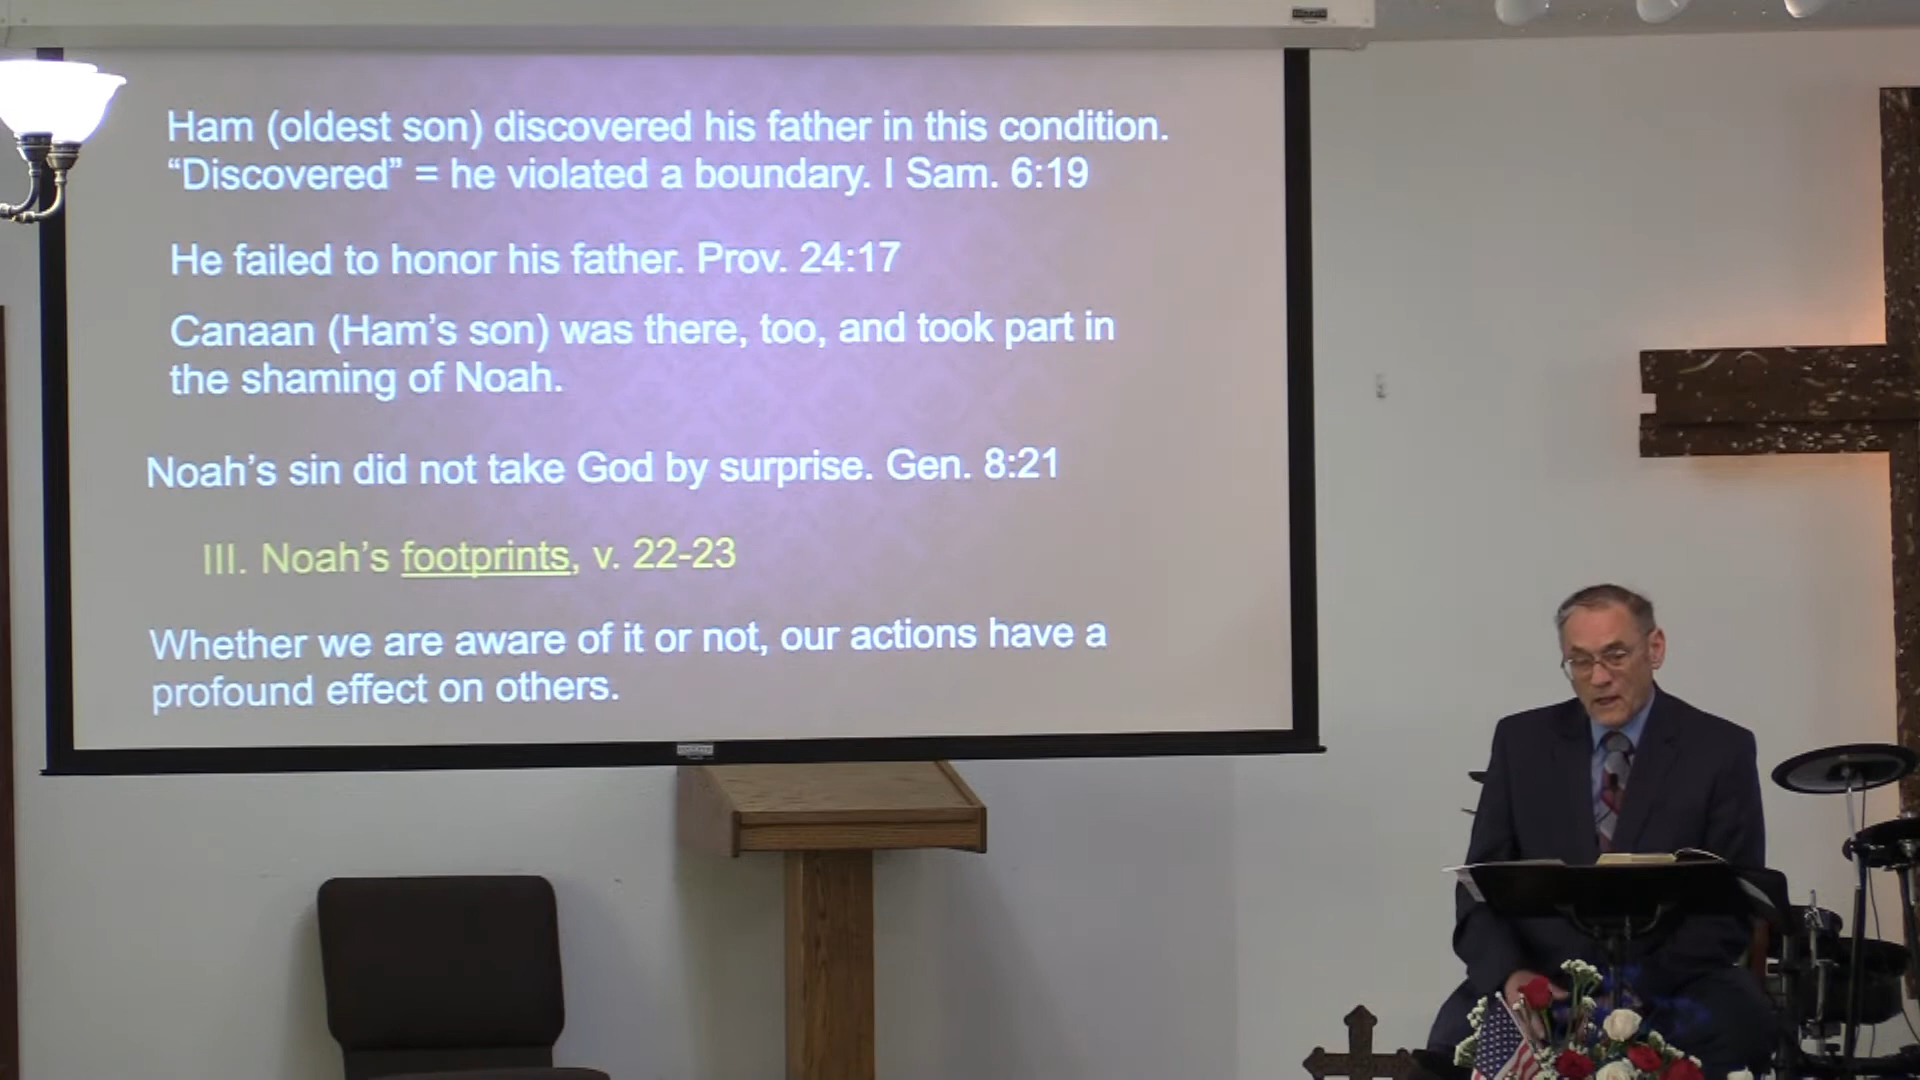 Ham (oldest son) discovered his father in this condition.
“Discovered” = he violated a boundary. I Sam. 6:19
He failed to honor his father. Prov. 24:17
Canaan (Ham’s son) was there, too, and took part in
the shaming of Noah.
Noah’s sin did not take God by surprise. Gen. 8:21
III. Noah’s footprints, v. 22-23
Whether we are aware of it or not, our actions have a
profound effect on others.